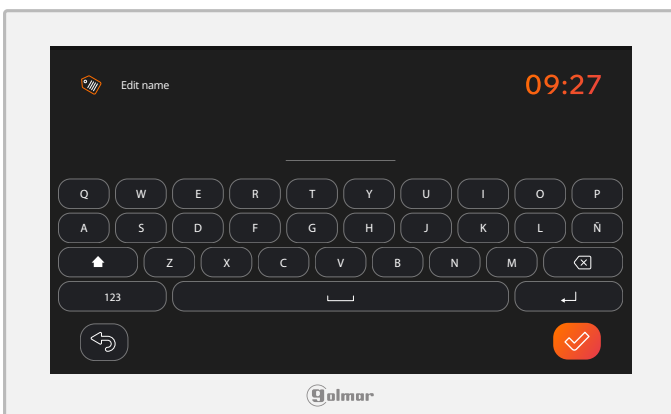 Edit name
09:27
Q W E R T Y U I O P
A S D F G H J K L Ñ
Z X C V B N M
123
golmar